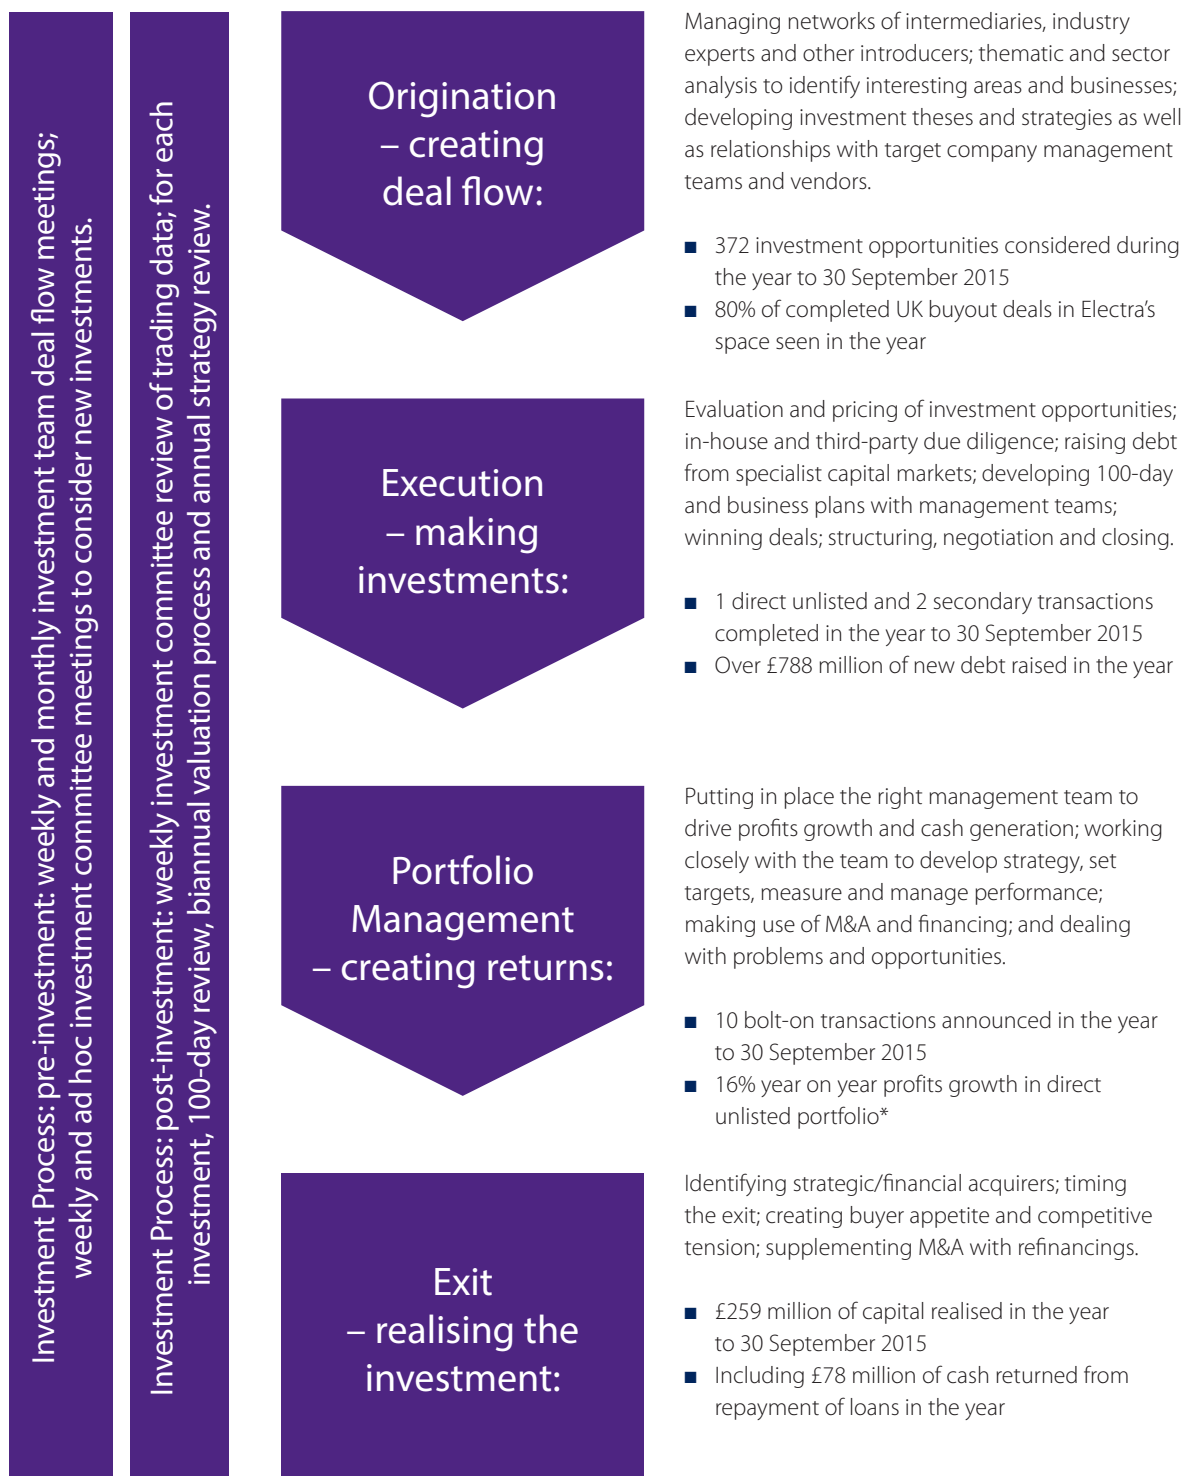 Investment Process: pre-investment: weekly and monthly investment team deal flow meetings;
weekly and ad hoc investment committee meetings to consider new investments.
Investment Process: post-investment: weekly investment committee review of trading data; for each
investment, 100-day review, biannual valuation process and annual strategy review.
Origination
– creating
deal flow:
Managing networks of intermediaries, industry
experts and other introducers; thematic and sector
analysis to identify interesting areas and businesses;
developing investment theses and strategies as well
as relationships with target company management
teams and vendors.
■ 372 investment opportunities considered during
the year to 30 September 2015
■ 80% of completed UK buyout deals in Electra's
space seen in the year
Execution
– making
investments:
Evaluation and pricing of investment opportunities;
in-house and third-party due diligence; raising debt
from specialist capital markets; developing 100-day
and business plans with management teams;
winning deals; structuring, negotiation and closing.
■ 1 direct unlisted and 2 secondary transactions
completed in the year to 30 September 2015
■ Over £788 million of new debt raised in the year
Portfolio
Management
– creating returns:
Putting in place the right management team to
drive profits growth and cash generation; working
closely with the team to develop strategy, set
targets, measure and manage performance;
making use of M&A and financing; and dealing
with problems and opportunities.
■ 10 bolt-on transactions announced in the year
to 30 September 2015
■ 16% year on year profits growth in direct
unlisted portfolio*
Exit
– realising the
investment:
Identifying strategic/financial acquirers; timing
the exit; creating buyer appetite and competitive
tension; supplementing M&A with refinancings.
■ £259 million of capital realised in the year
to 30 September 2015
■ Including £78 million of cash returned from
repayment of loans in the year